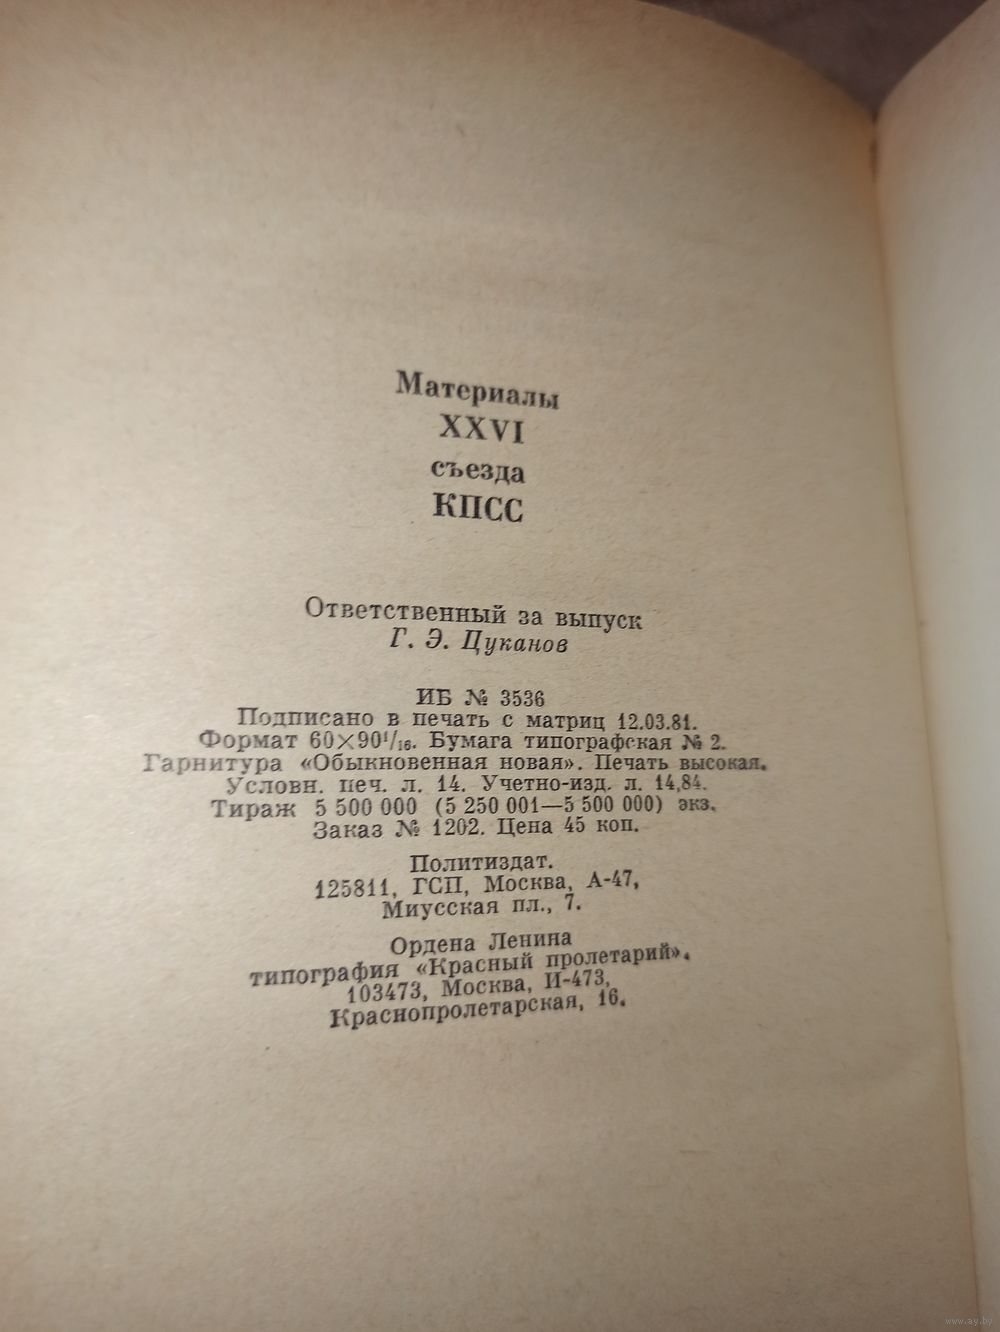 Материалы
XXVI
съезда
КПСС
Ответственный за выпуск
Г. Э. Цуканов
ИБ № 3536
Подписано в печать с матриц 12.03.81.
Формат 60×90¹/₁₆. Бумага типографская № 2.
Гарнитура «Обыкновенная новая». Печать высокая.
Условн. печ. л. 14. Учетно-изд. л. 14,84.
Тираж 5 500 000 (5 250 001—5 500 000) экз.
Заказ № 1202. Цена 45 коп.
Политиздат.
125811, ГСП, Москва, А-47,
Миусская пл., 7.
Ордена Ленина
типография «Красный пролетарий».
103473, Москва, И-473,
Краснопролетарская, 16.
www.ay.by